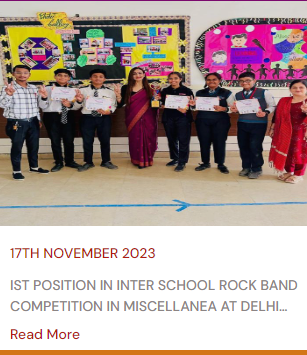 17TH NOVEMBER 2023
IST POSITION IN INTER SCHOOL ROCK BAND
COMPETITION IN MISCELLANEA AT DELHI...
Read More